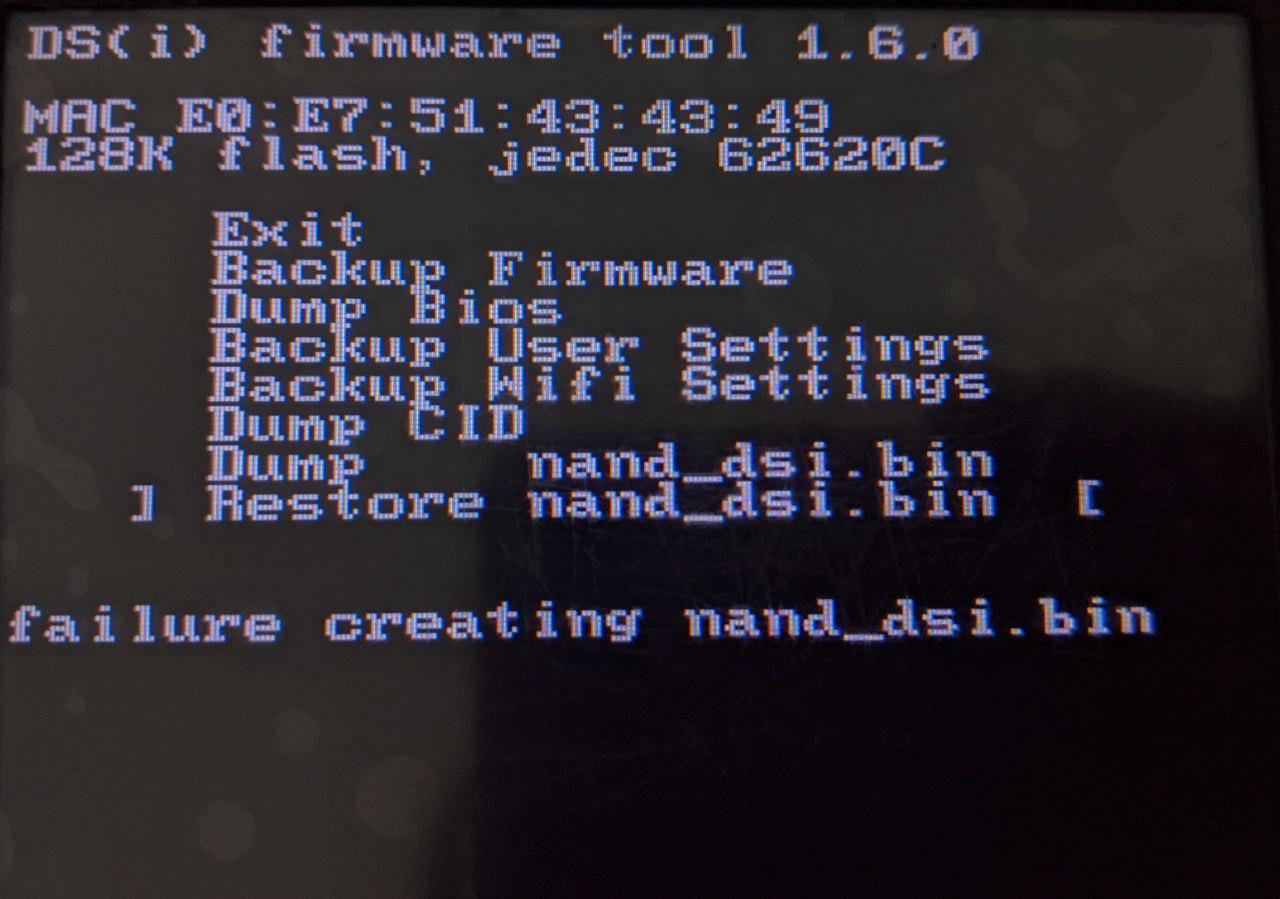 DS(i) firmware tool 1.6.0
MAC E0:E7:51:43:43:49
128K flash, jedec 62620C
Exit
Backup Firmware
Dump Bios
Backup User Settings
Backup Wifi Settings
Dump CID
Dump nand_dsi.bin
] Restore nand_dsi.bin [
failure creating nand_dsi.bin